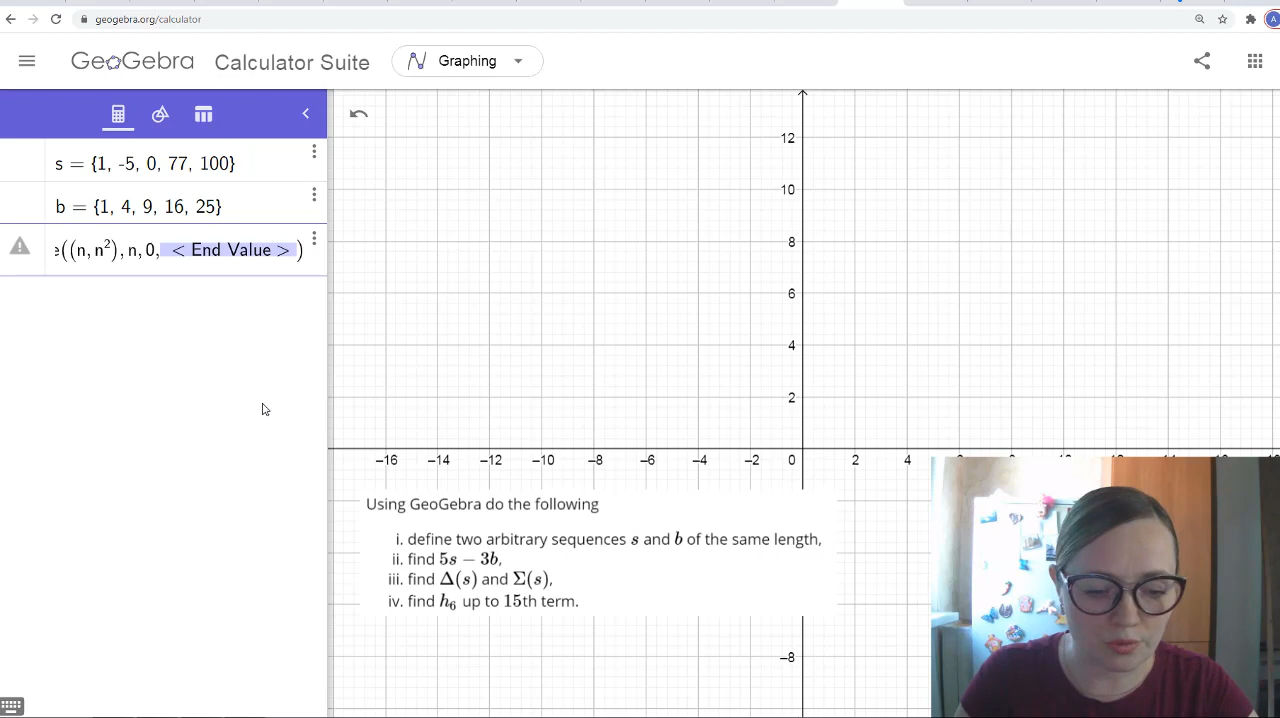 geogebra.org/calculator
GeoGebra Calculator Suite Graphing
s = {1, -5, 0, 77, 100}
b = {1, 4, 9, 16, 25}
e((n, n²), n, 0, < End Value > )
12
10
8
6
4
2
-16 -14 -12 -10 -8 -6 -4 -2 0 2 4
-8
Using GeoGebra do the following
i. define two arbitrary sequences s and b of the same length,
ii. find 5s − 3b,
iii. find Δ(s) and Σ(s),
iv. find h₆ up to 15th term.